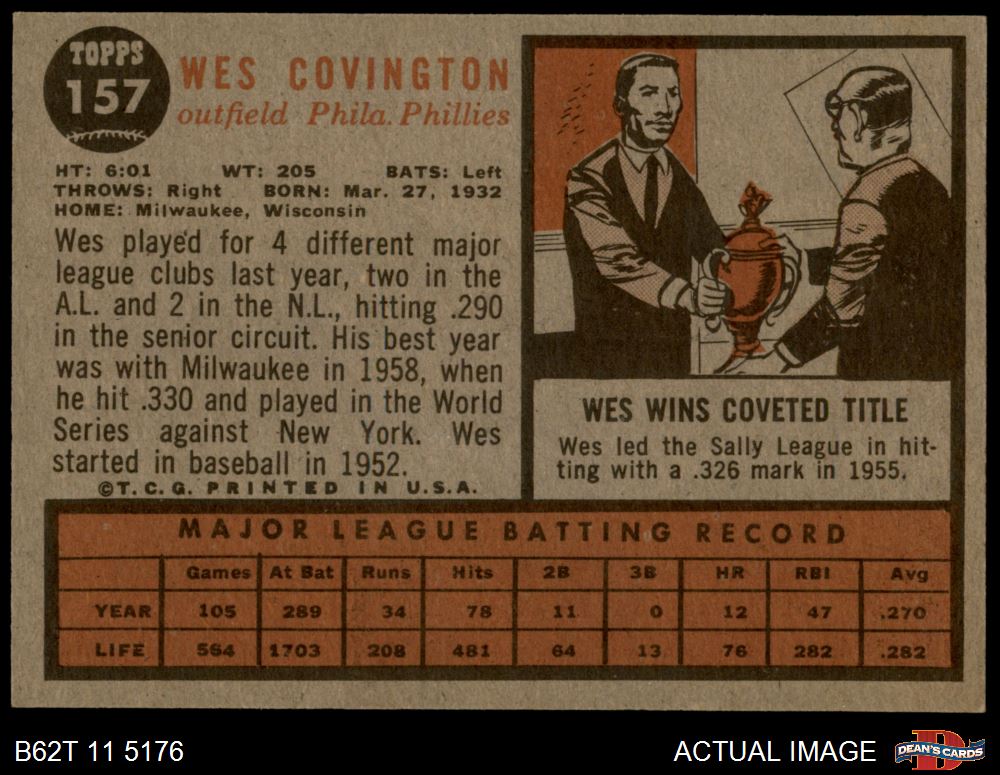 TOPPS
157
WES COVINGTON
outfield Phila. Phillies
HT: 6:01 WT: 205 BATS: Left
THROWS: Right BORN: Mar. 27, 1932
HOME: Milwaukee, Wisconsin
Wes played for 4 different major
league clubs last year, two in the
A.L. and 2 in the N.L., hitting .290
in the senior circuit. His best year
was with Milwaukee in 1958, when
he hit .330 and played in the World
Series against New York. Wes
started in baseball in 1952.
©T.C.G. PRINTED IN U.S.A.
WES WINS COVETED TITLE
Wes led the Sally League in hit-
ting with a .326 mark in 1955.
MAJOR LEAGUE BATTING RECORD
Games At Bat Runs Hits 2B 3B HR RBI Avg
YEAR 105 289 34 78 11 0 12 47 .270
LIFE 564 1703 208 481 64 13 76 282 .282
B62T 11 5176
ACTUAL IMAGE
DEAN'S CARDS